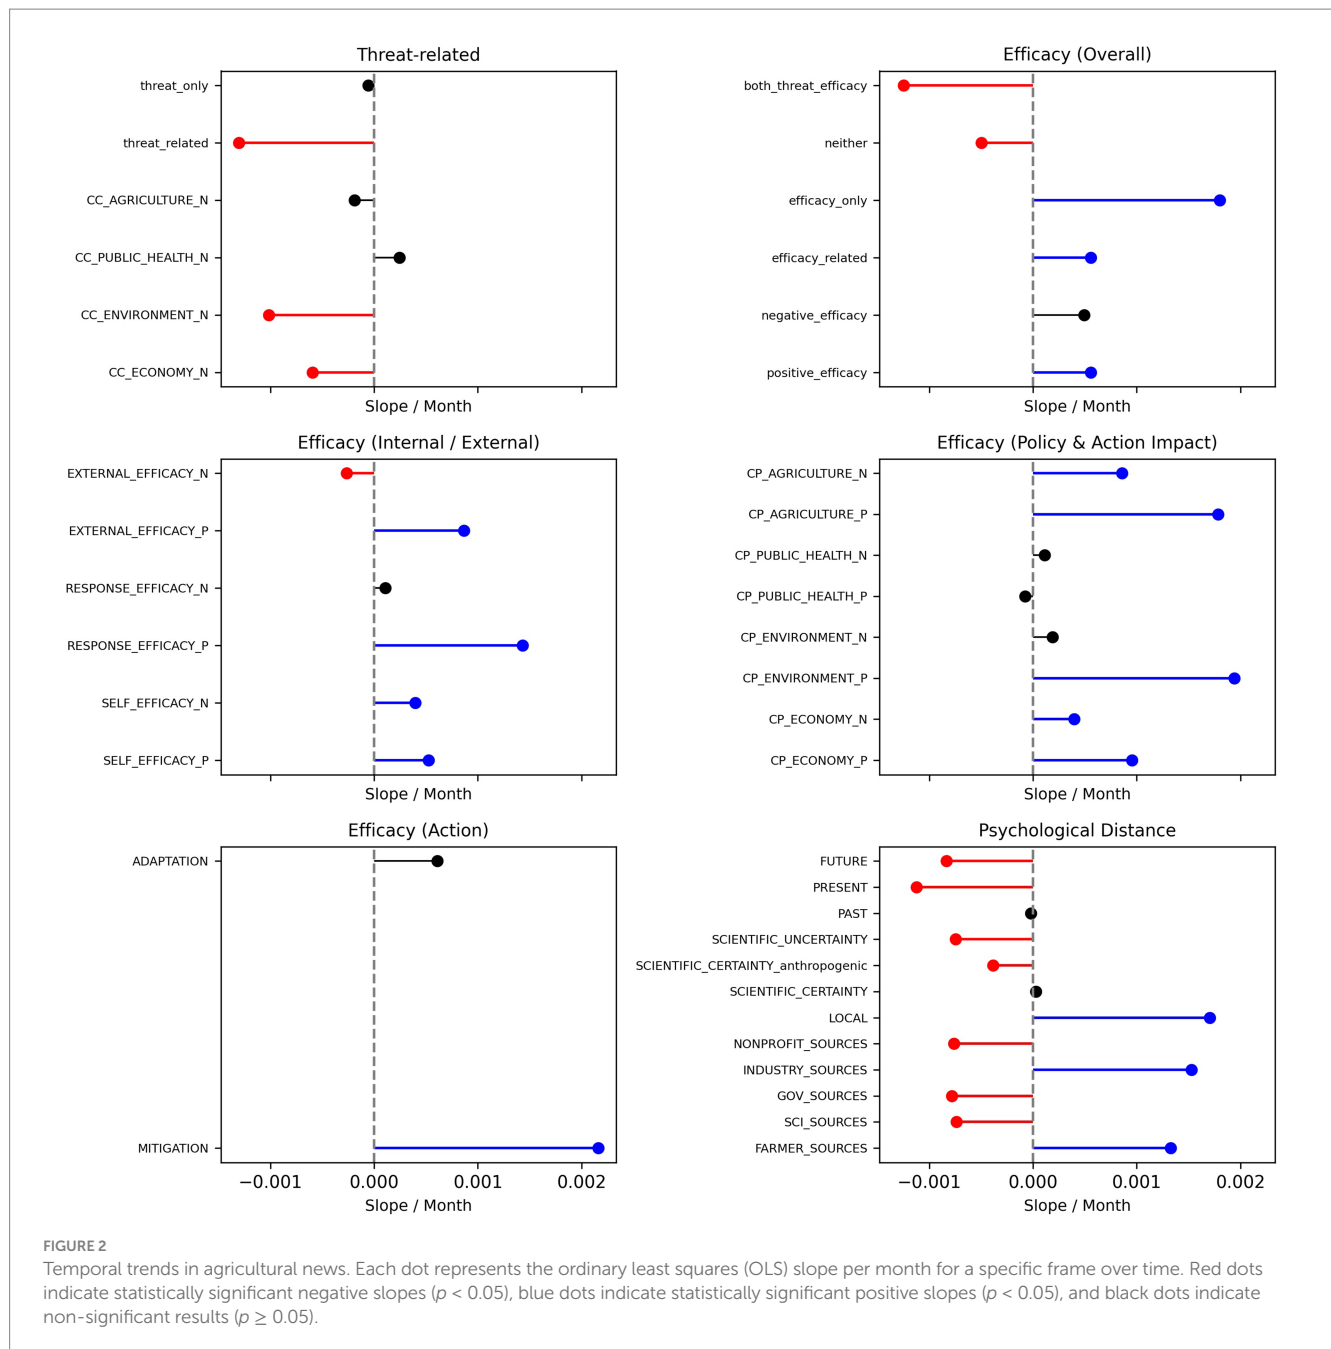 Threat-related
threat_only
threat_related
CC_AGRICULTURE_N
CC_PUBLIC_HEALTH_N
CC_ENVIRONMENT_N
CC_ECONOMY_N
Slope / Month
Efficacy (Overall)
both_threat_efficacy
neither
efficacy_only
efficacy_related
negative_efficacy
positive_efficacy
Slope / Month
Efficacy (Internal / External)
EXTERNAL_EFFICACY_N
EXTERNAL_EFFICACY_P
RESPONSE_EFFICACY_N
RESPONSE_EFFICACY_P
SELF_EFFICACY_N
SELF_EFFICACY_P
Slope / Month
Efficacy (Policy & Action Impact)
CP_AGRICULTURE_N
CP_AGRICULTURE_P
CP_PUBLIC_HEALTH_N
CP_PUBLIC_HEALTH_P
CP_ENVIRONMENT_N
CP_ENVIRONMENT_P
CP_ECONOMY_N
CP_ECONOMY_P
Slope / Month
Efficacy (Action)
ADAPTATION
MITIGATION
−0.001 0.000 0.001 0.002
Slope / Month
Psychological Distance
FUTURE
PRESENT
PAST
SCIENTIFIC_UNCERTAINTY
SCIENTIFIC_CERTAINTY_anthropogenic
SCIENTIFIC_CERTAINTY
LOCAL
NONPROFIT_SOURCES
INDUSTRY_SOURCES
GOV_SOURCES
SCI_SOURCES
FARMER_SOURCES
−0.001 0.000 0.001 0.002
Slope / Month
FIGURE 2
Temporal trends in agricultural news. Each dot represents the ordinary least squares (OLS) slope per month for a specific frame over time. Red dots
indicate statistically significant negative slopes (p < 0.05), blue dots indicate statistically significant positive slopes (p < 0.05), and black dots indicate
non-significant results (p ≥ 0.05).